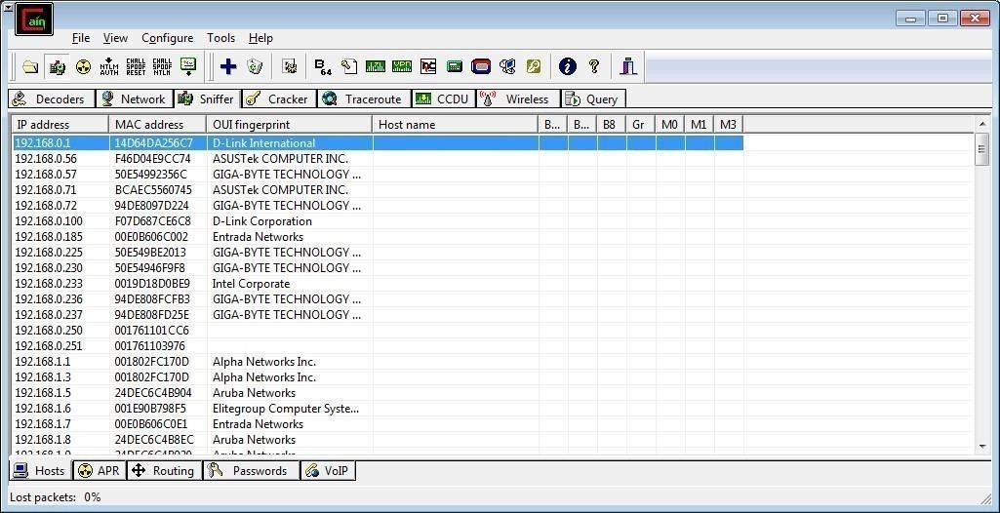 Cain
File View Configure Tools Help
NTLM AUTH CHALL SPOOF RESET CHALL SPOOF NTLM B64
Decoders Network Sniffer Cracker Traceroute CCDU Wireless Query
IP address MAC address OUI fingerprint Host name B... B... B8 Gr M0 M1 M3
192.168.0.1 14D64DA256C7 D-Link International
192.168.0.56 F46D04E9CC74 ASUSTek COMPUTER INC.
192.168.0.57 50E54992356C GIGA-BYTE TECHNOLOGY ...
192.168.0.71 BCAEC5560745 ASUSTek COMPUTER INC.
192.168.0.72 94DE8097D224 GIGA-BYTE TECHNOLOGY ...
192.168.0.100 F07D687CE6C8 D-Link Corporation
192.168.0.185 00E0B606C002 Entrada Networks
192.168.0.225 50E549BE2013 GIGA-BYTE TECHNOLOGY ...
192.168.0.230 50E54946F9F8 GIGA-BYTE TECHNOLOGY ...
192.168.0.233 0019D18D0BE9 Intel Corporate
192.168.0.236 94DE808FCFB3 GIGA-BYTE TECHNOLOGY ...
192.168.0.237 94DE808FD25E GIGA-BYTE TECHNOLOGY ...
192.168.0.250 001761101CC6
192.168.0.251 001761103976
192.168.1.1 001802FC170D Alpha Networks Inc.
192.168.1.3 001802FC170D Alpha Networks Inc.
192.168.1.5 24DEC6C4B904 Aruba Networks
192.168.1.6 001E90B798F5 Elitegroup Computer Syste...
192.168.1.7 00E0B606C0E1 Entrada Networks
192.168.1.8 24DEC6C4B8EC Aruba Networks
Hosts APR Routing Passwords VoIP
Lost packets: 0%